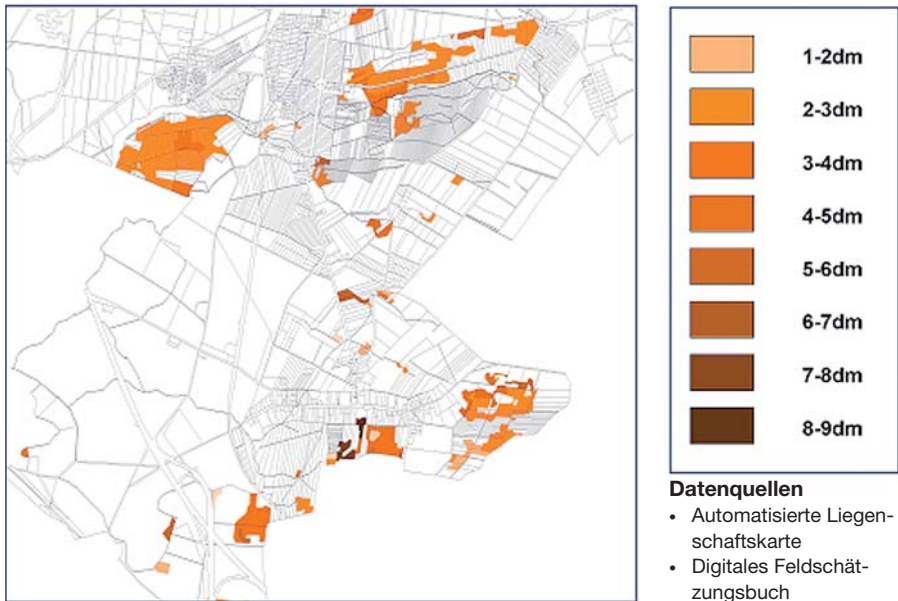 1-2dm
2-3dm
3-4dm
4-5dm
5-6dm
6-7dm
7-8dm
8-9dm
Datenquellen
• Automatisierte Liegen-
schaftskarte
• Digitales Feldschät-
zungsbuch